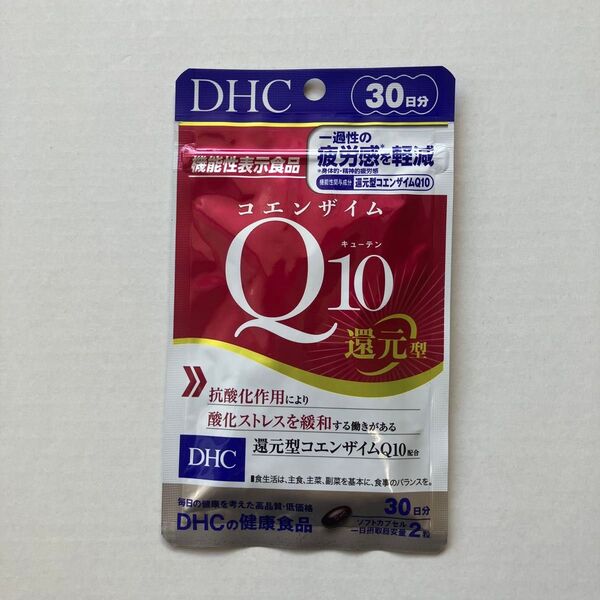 DHC
30日分
一過性の
疲労感※を軽減
※身体的・精神的疲労感
機能性関与成分 還元型コエンザイムQ10
機能性表示食品
コエンザイム
キューテン
Q10
還元型
抗酸化作用により
酸化ストレスを緩和する働きがある
還元型コエンザイムQ10配合
DHC
■食生活は、主食、主菜、副菜を基本に、食事のバランスを。
毎日の健康を考えた高品質・低価格
DHCの健康食品
30日分
ソフトカプセル
一日摂取目安量2粒